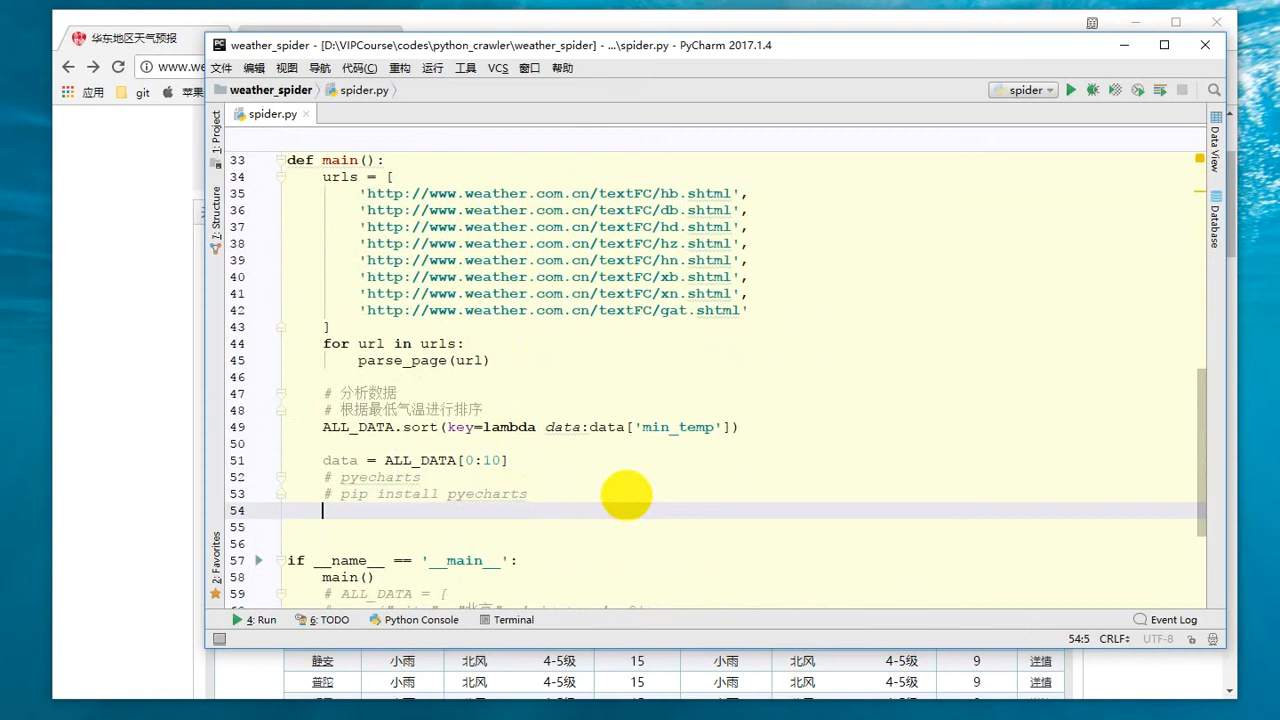 华东地区天气预报
www.we
应用 git 苹果
weather_spider - [D:\VIPCourse\codes\python_crawler\weather_spider] - ...\spider.py - PyCharm 2017.1.4
文件 编辑 视图 导航 代码(C) 重构 运行 工具 VCS 窗口 帮助
weather_spider spider.py spider
spider.py
1: Project
7: Structure
2: Favorites
Data View
Database
33 def main():
34 urls = [
35 'http://www.weather.com.cn/textFC/hb.shtml',
36 'http://www.weather.com.cn/textFC/db.shtml',
37 'http://www.weather.com.cn/textFC/hd.shtml',
38 'http://www.weather.com.cn/textFC/hz.shtml',
39 'http://www.weather.com.cn/textFC/hn.shtml',
40 'http://www.weather.com.cn/textFC/xb.shtml',
41 'http://www.weather.com.cn/textFC/xn.shtml',
42 'http://www.weather.com.cn/textFC/gat.shtml'
43 ]
44 for url in urls:
45 parse_page(url)
46
47 # 分析数据
48 # 根据最低气温进行排序
49 ALL_DATA.sort(key=lambda data:data['min_temp'])
50
51 data = ALL_DATA[0:10]
52 # pyecharts
53 # pip install pyecharts
54
55
56
57 if __name__ == '__main__':
58 main()
59 # ALL_DATA = [
4: Run 6: TODO Python Console Terminal Event Log
54:5 CRLF UTF-8
静安 小雨 北风 4-5级 15 小雨 北风 4-5级 9 详情
普陀 小雨 北风 4-5级 15 小雨 北风 4-5级 9 详情